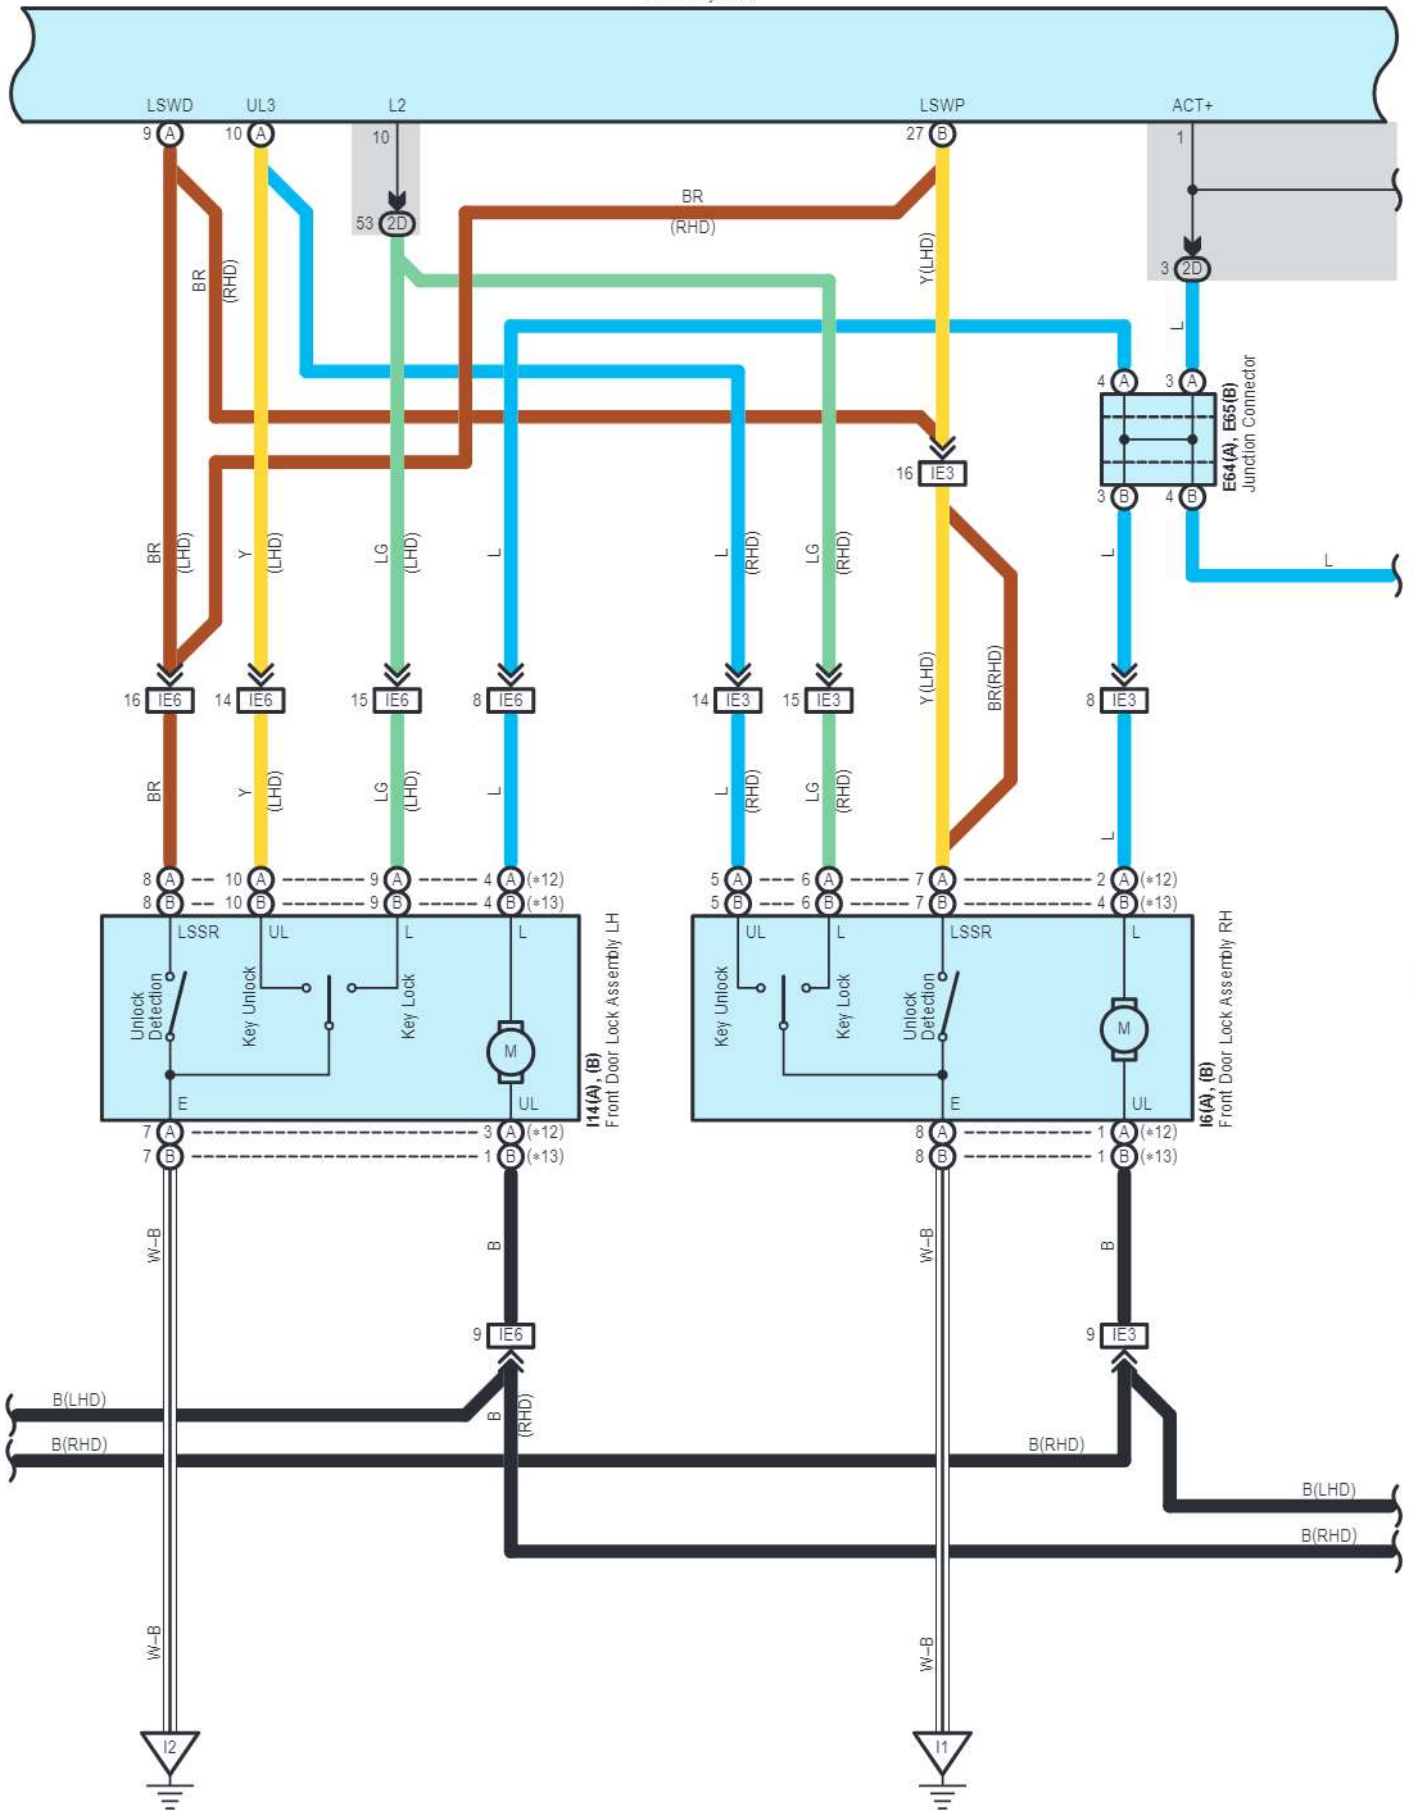 LSWD UL3 L2 LSWP ACT+
9 A 10 A 10 27 B 1
53 2D
BR
(RHD)
BR
(RHD)
Y(LHD)
3 2D
L
4 A 3 A
E64(A), E65(B)
Junction Connector
16 IE3
3 B 4 B
BR
(LHD)
Y
(LHD)
LG
(LHD)
L
L
(RHD)
LG
(RHD)
L
L
16 IE6 14 IE6 15 IE6 8 IE6 14 IE3 15 IE3 8 IE3
Y(LHD)
BR(RHD)
BR
Y
(LHD)
LG
(LHD)
L
L
(RHD)
LG
(RHD)
L
8 A 10 A 9 A 4 A (*12) 5 A 6 A 7 A 2 A (*12)
8 B 10 B 9 B 4 B (*13) 5 B 6 B 7 B 4 B (*13)
LSSR UL L L UL L LSSR L
Unlock
Detection
Key Unlock
Key Lock
M
I14(A), (B)
Front Door Lock Assembly LH
Key Unlock
Key Lock
Unlock
Detection
M
I6(A), (B)
Front Door Lock Assembly RH
E UL E UL
7 A 3 A (*12) 8 A 1 A (*12)
7 B 1 B (*13) 8 B 1 B (*13)
W–B
B
W–B
B
9 IE6 9 IE3
B(LHD)
B
(RHD)
B(RHD) B(RHD)
B(LHD)
B(RHD)
W–B
W–B
I2 I1